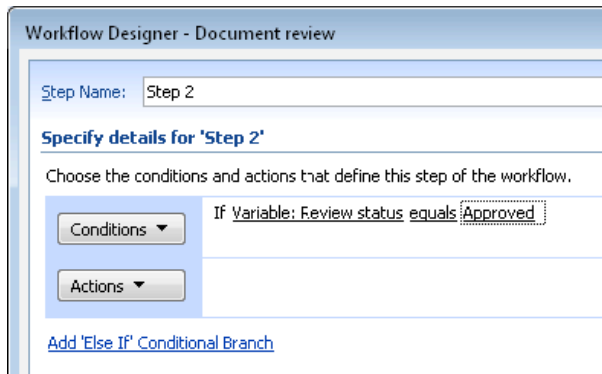 Workflow Designer - Document review
Step Name: Step 2
Specify details for 'Step 2'
Choose the conditions and actions that define this step of the workflow.
Conditions
If Variable: Review status equals Approved
Actions
Add 'Else If' Conditional Branch